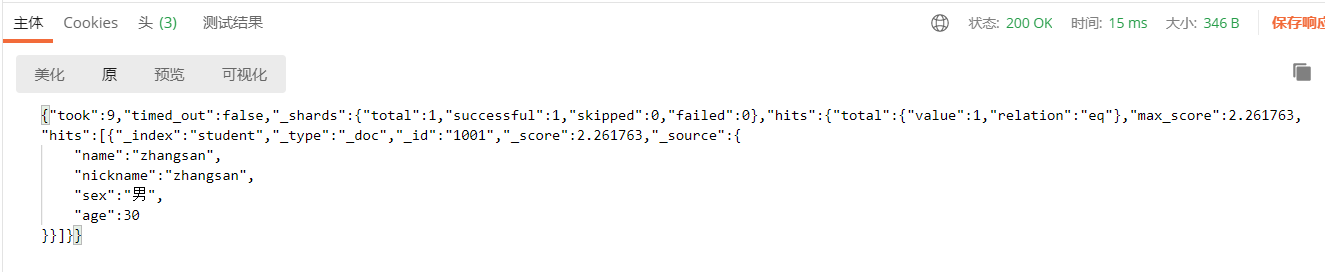 主体 Cookies 头 (3) 测试结果 状态: 200 OK 时间: 15 ms 大小: 346 B 保存响应
美化 原 预览 可视化
{"took":9,"timed_out":false,"_shards":{"total":1,"successful":1,"skipped":0,"failed":0},"hits":{"total":{"value":1,"relation":"eq"},"max_score":2.261763,
"hits":[{"_index":"student","_type":"_doc","_id":"1001","_score":2.261763,"_source":{
"name":"zhangsan",
"nickname":"zhangsan",
"sex":"男",
"age":30
}}]}}